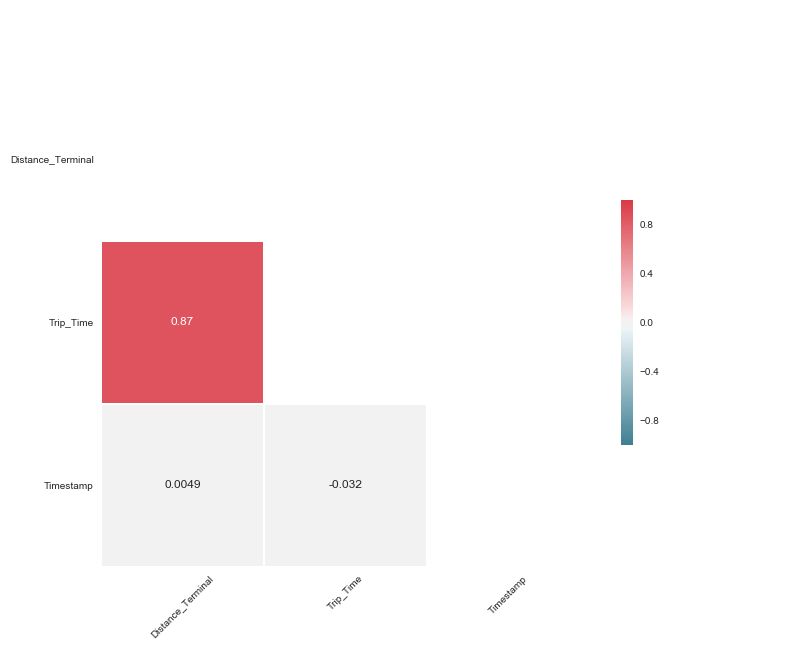 Distance_Terminal
0.8
0.4
Trip_Time
0.87
0.0
−0.4
−0.8
Timestamp
0.0049
-0.032
Distance_Terminal
Trip_Time
Timestamp